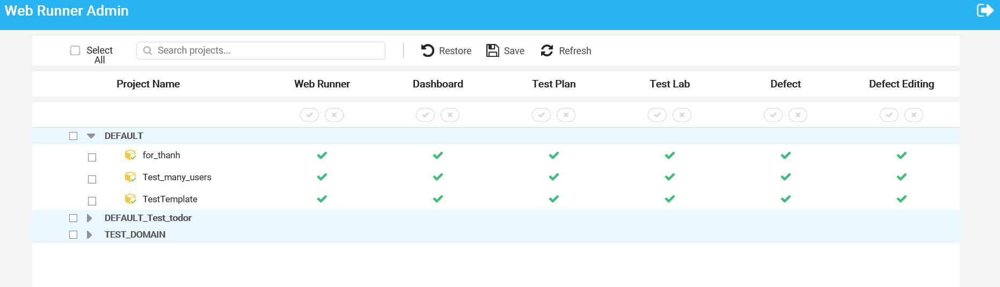 Web Runner Admin
Select All
Search projects...
Restore
Save
Refresh
Project Name Web Runner Dashboard Test Plan Test Lab Defect Defect Editing
DEFAULT
for_thanh
Test_many_users
TestTemplate
DEFAULT_Test_todor
TEST_DOMAIN